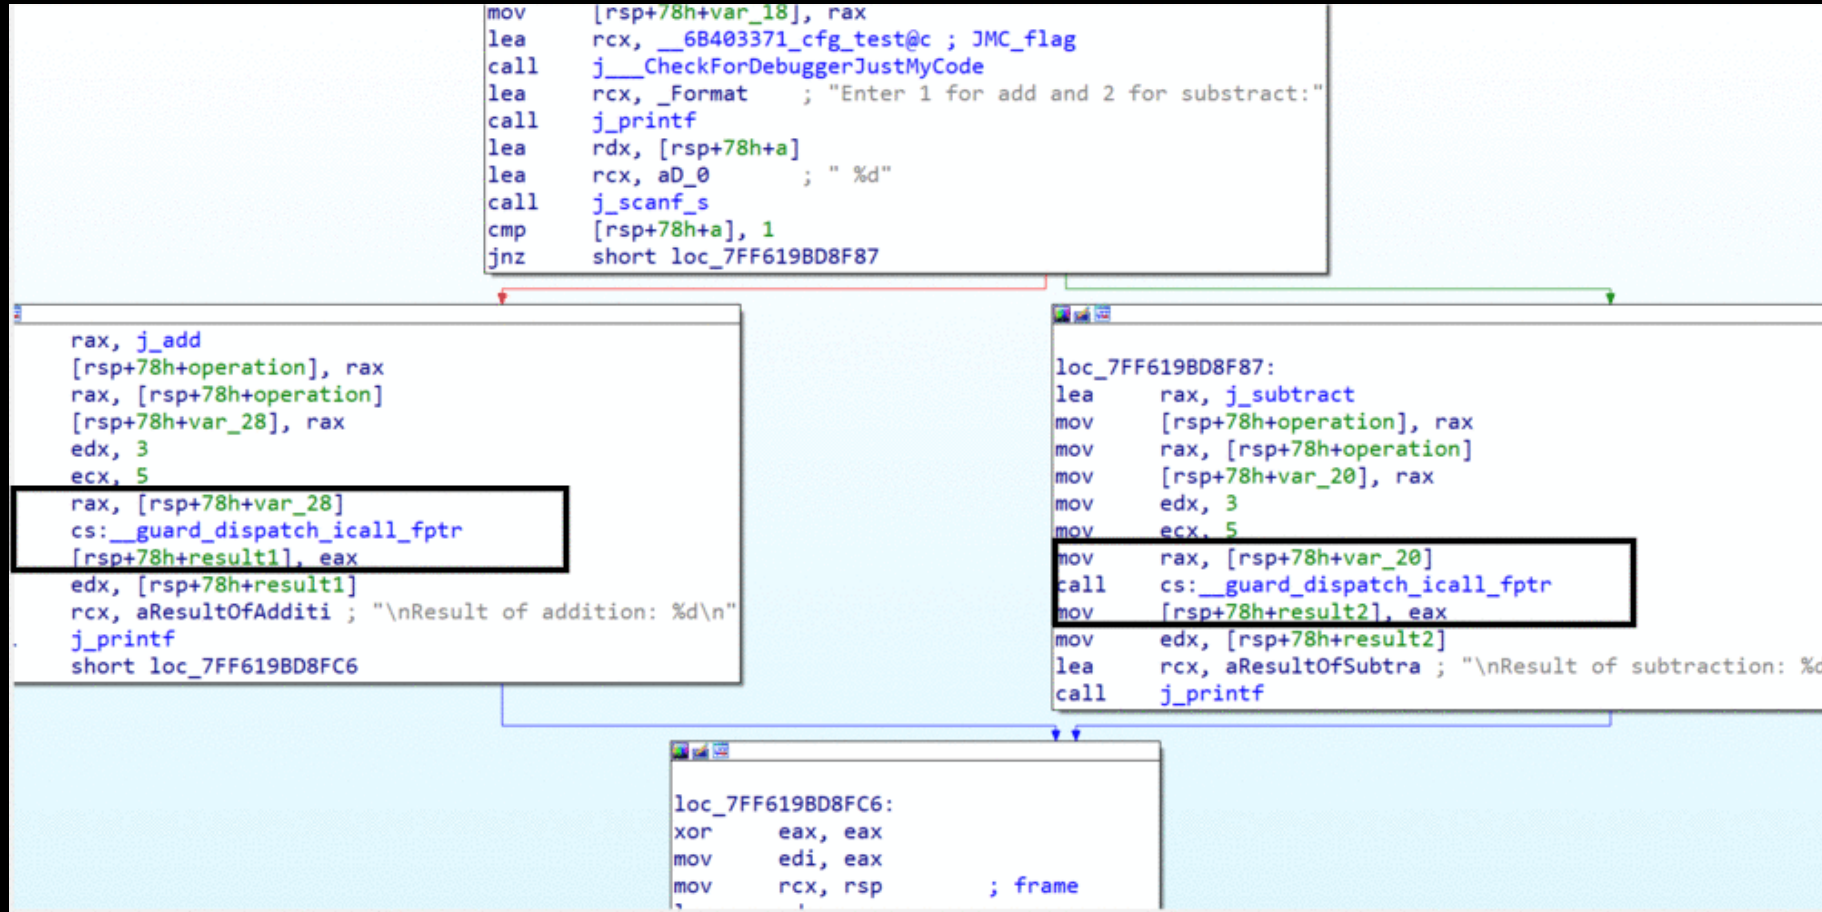 mov [rsp+78h+var_18], rax
lea rcx, __6B403371_cfg_test@c ; JMC_flag
call j___CheckForDebuggerJustMyCode
lea rcx, _Format ; "Enter 1 for add and 2 for substract:"
call j_printf
lea rdx, [rsp+78h+a]
lea rcx, aD_0 ; " %d"
call j_scanf_s
cmp [rsp+78h+a], 1
jnz short loc_7FF619BD8F87
rax, j_add
[rsp+78h+operation], rax
rax, [rsp+78h+operation]
[rsp+78h+var_28], rax
edx, 3
ecx, 5
rax, [rsp+78h+var_28]
cs:__guard_dispatch_icall_fptr
[rsp+78h+result1], eax
edx, [rsp+78h+result1]
rcx, aResultOfAdditi ; "\nResult of addition: %d\n"
j_printf
short loc_7FF619BD8FC6
loc_7FF619BD8F87:
lea rax, j_subtract
mov [rsp+78h+operation], rax
mov rax, [rsp+78h+operation]
mov [rsp+78h+var_20], rax
mov edx, 3
mov ecx, 5
mov rax, [rsp+78h+var_20]
call cs:__guard_dispatch_icall_fptr
mov [rsp+78h+result2], eax
mov edx, [rsp+78h+result2]
lea rcx, aResultOfSubtra ; "\nResult of subtraction: %d
call j_printf
loc_7FF619BD8FC6:
xor eax, eax
mov edi, eax
mov rcx, rsp ; frame